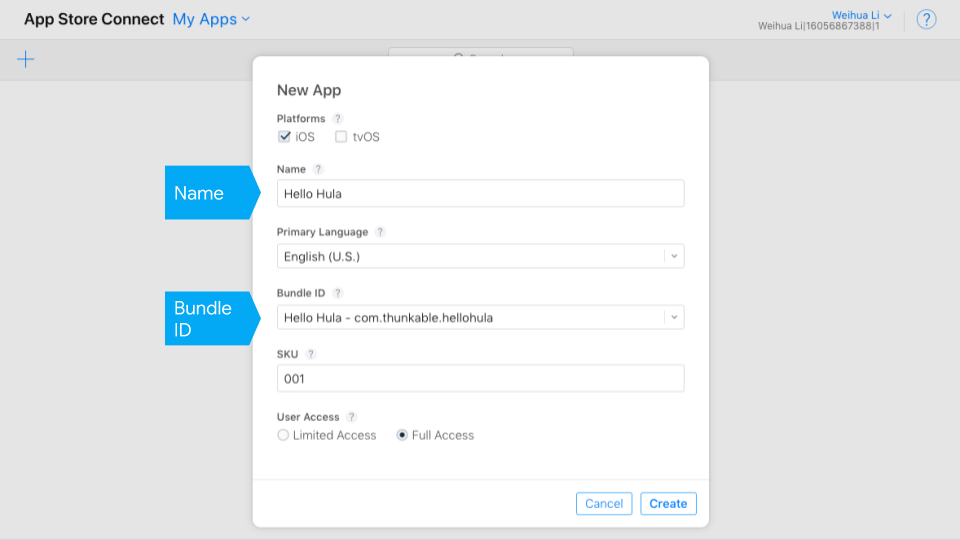 App Store Connect My Apps
Weihua Li
Weihua Li|16056867388|1
?
New App
Platforms ?
iOS tvOS
Name ?
Name
Hello Hula
Primary Language ?
English (U.S.)
Bundle ID ?
Bundle
ID
Hello Hula - com.thunkable.hellohula
SKU ?
001
User Access ?
Limited Access Full Access
Cancel Create